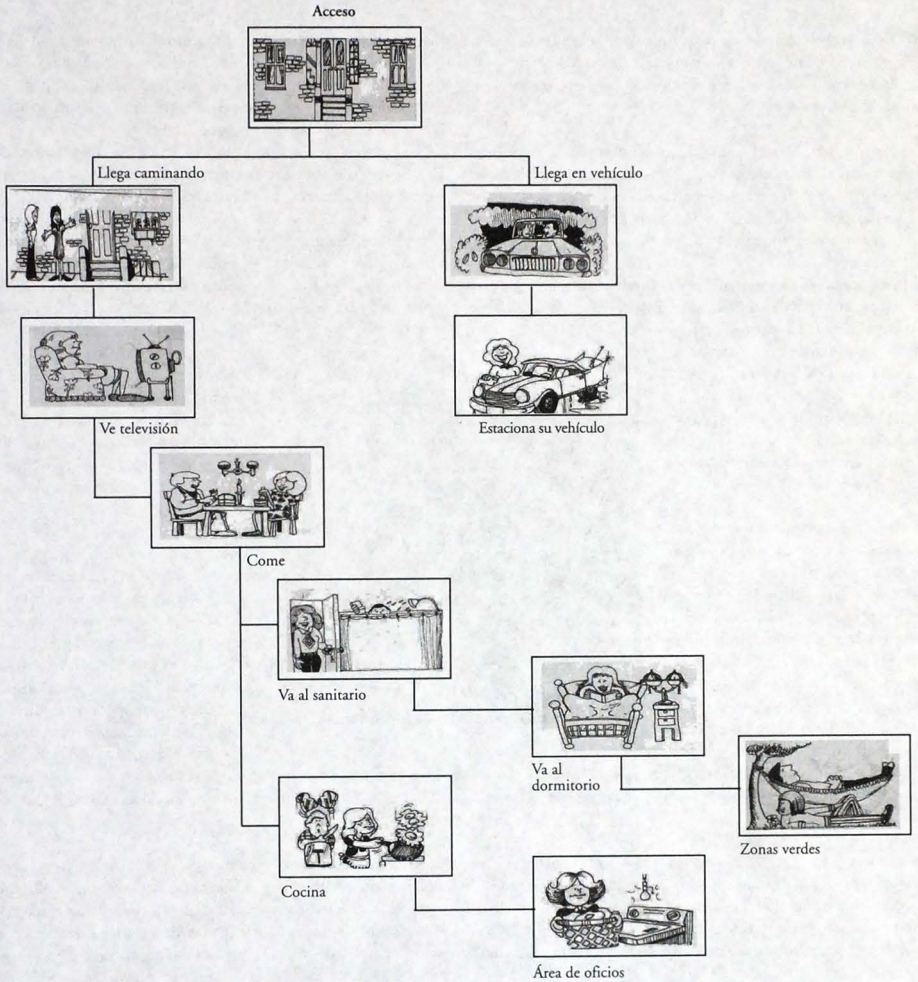 Acceso
Llega caminando
Llega en vehículo
Ve televisión
Estaciona su vehículo
Come
Va al sanitario
Va al
dormitorio
Zonas verdes
Cocina
Área de oficios